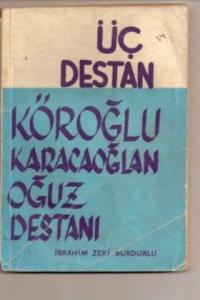 ÜÇ
DESTAN
KÖROĞLU
KARACAOĞLAN
OĞUZ
DESTANI
İBRAHİM ZEKİ BURDURLU